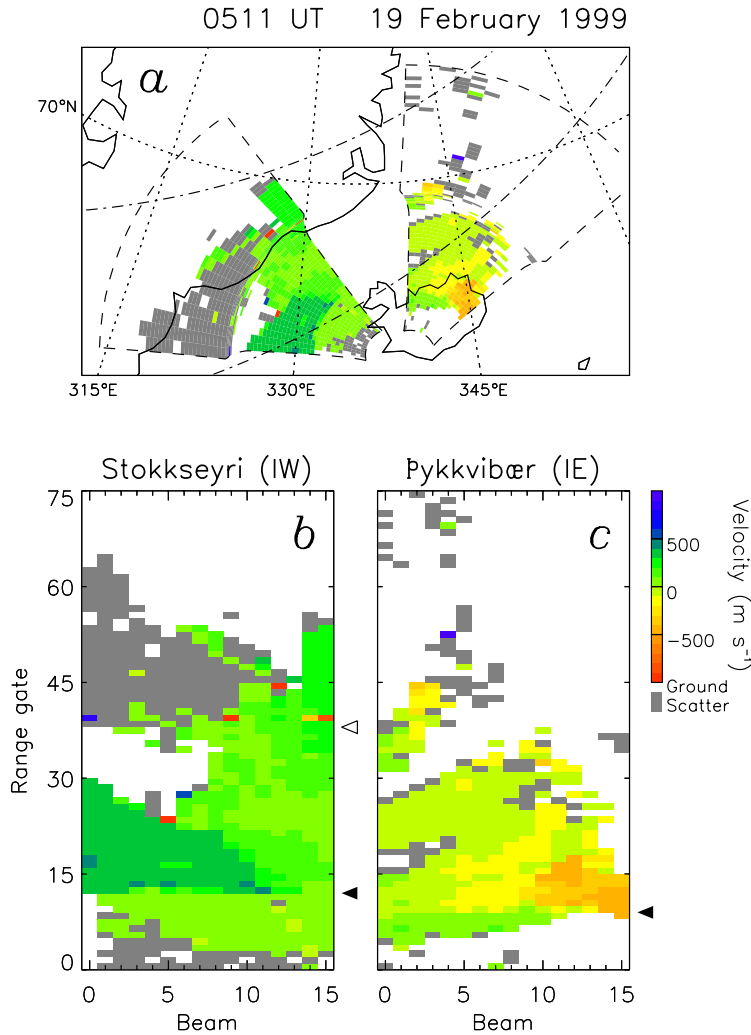 0511 UT 19 February 1999
a
70°N
315°E 330°E 345°E
Stokkseyri (IW)
Þykkvibær (IE)
b
c
75
60
45
30
15
0
Range gate
0 5 10 15
Beam
0 5 10 15
Beam
500
0
-500
Velocity (m s⁻¹)
Ground
Scatter